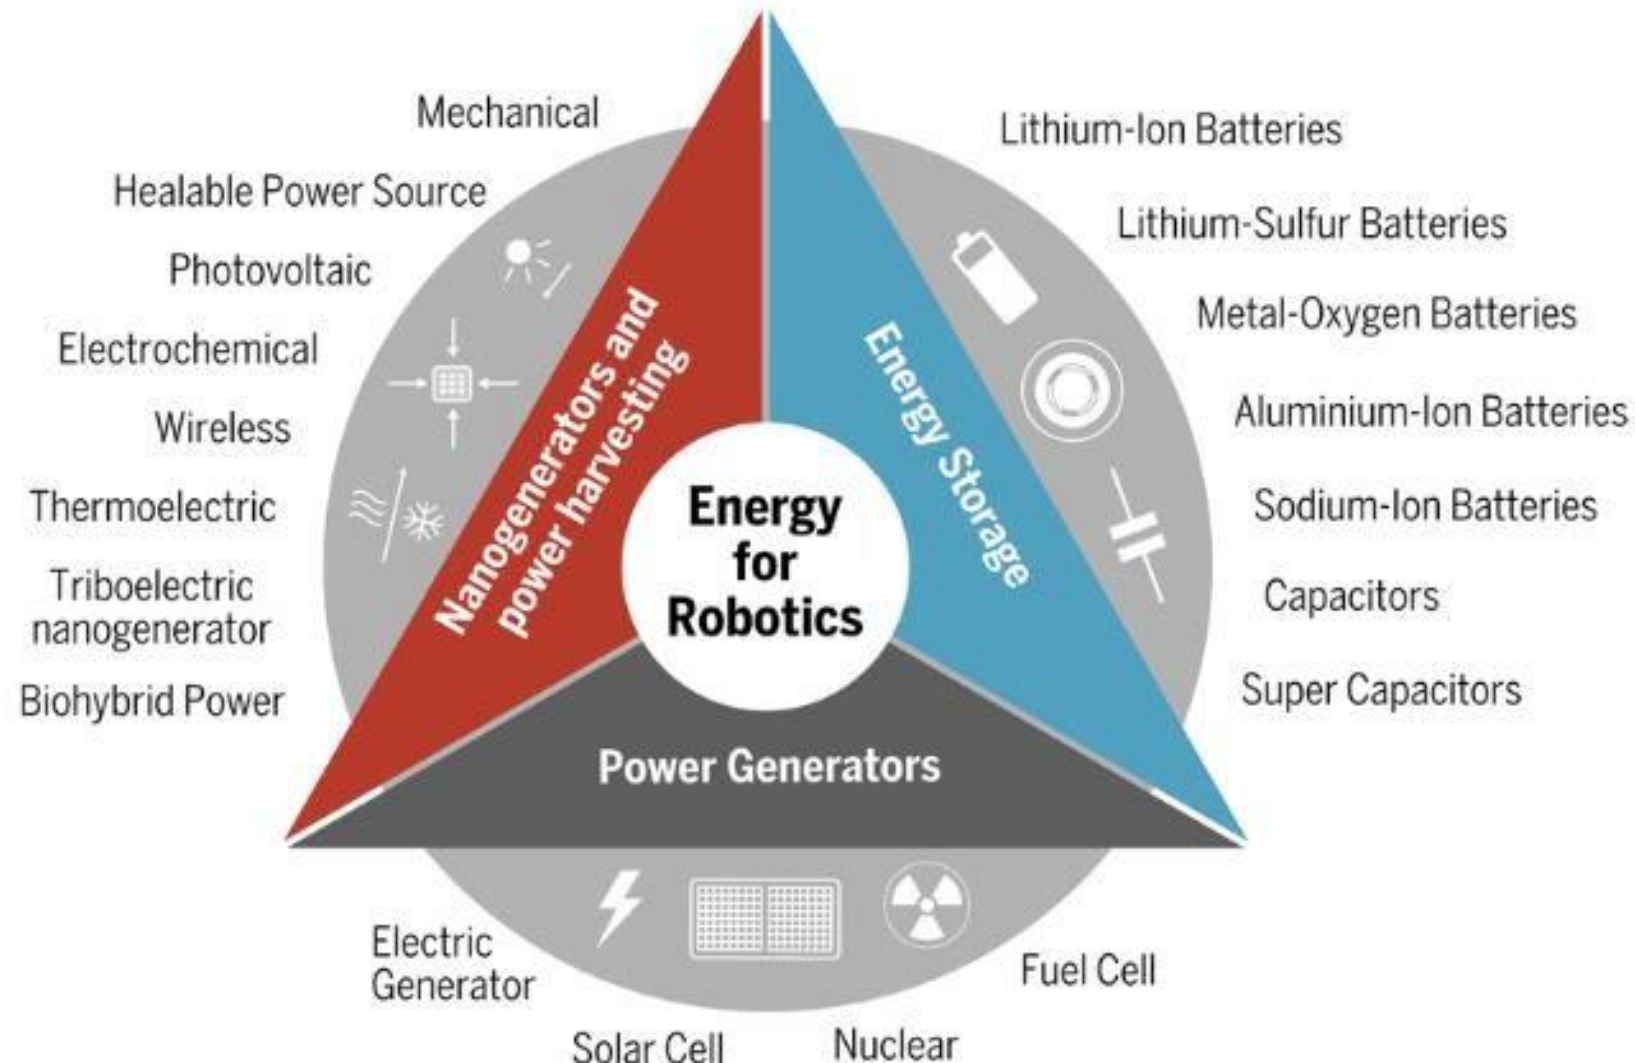 Mechanical
Healable Power Source
Photovoltaic
Electrochemical
Wireless
Thermoelectric
Triboelectric
nanogenerator
Biohybrid Power
Nanogenerators and
power harvesting
Energy
for
Robotics
Energy Storage
Lithium-Ion Batteries
Lithium-Sulfur Batteries
Metal-Oxygen Batteries
Aluminium-Ion Batteries
Sodium-Ion Batteries
Capacitors
Super Capacitors
Power Generators
Electric
Generator
Solar Cell
Nuclear
Fuel Cell